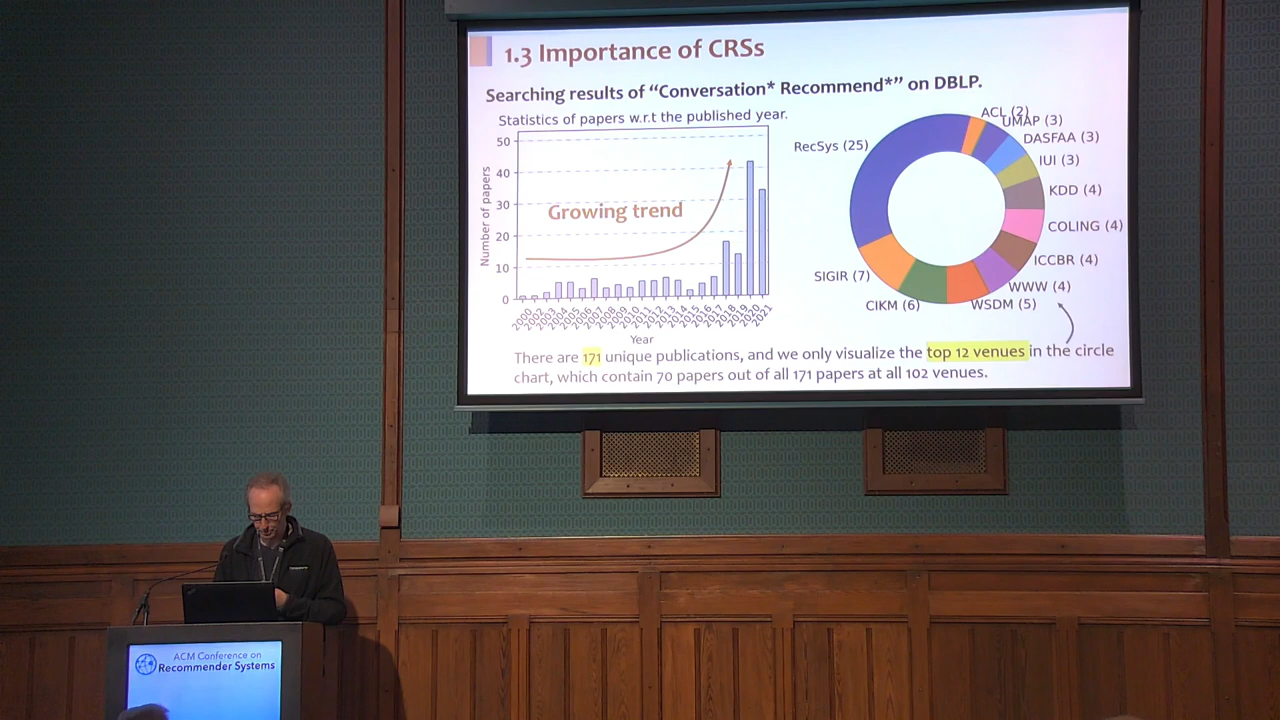 1.3 Importance of CRSs
Searching results of “Conversation* Recommend*” on DBLP.
Statistics of papers w.r.t the published year.
Number of papers
50
40
30
20
10
0
Growing trend
2000
2002
2003
2004
2005
2006
2007
2008
2009
2010
2011
2012
2013
2014
2015
2016
2017
2018
2019
2020
2021
Year
ACL (2)
UMAP (3)
DASFAA (3)
IUI (3)
KDD (4)
COLING (4)
ICCBR (4)
WWW (4)
WSDM (5)
CIKM (6)
SIGIR (7)
RecSys (25)
There are 171 unique publications, and we only visualize the top 12 venues in the circle
chart, which contain 70 papers out of all 171 papers at all 102 venues.
ACM Conference on
Recommender Systems